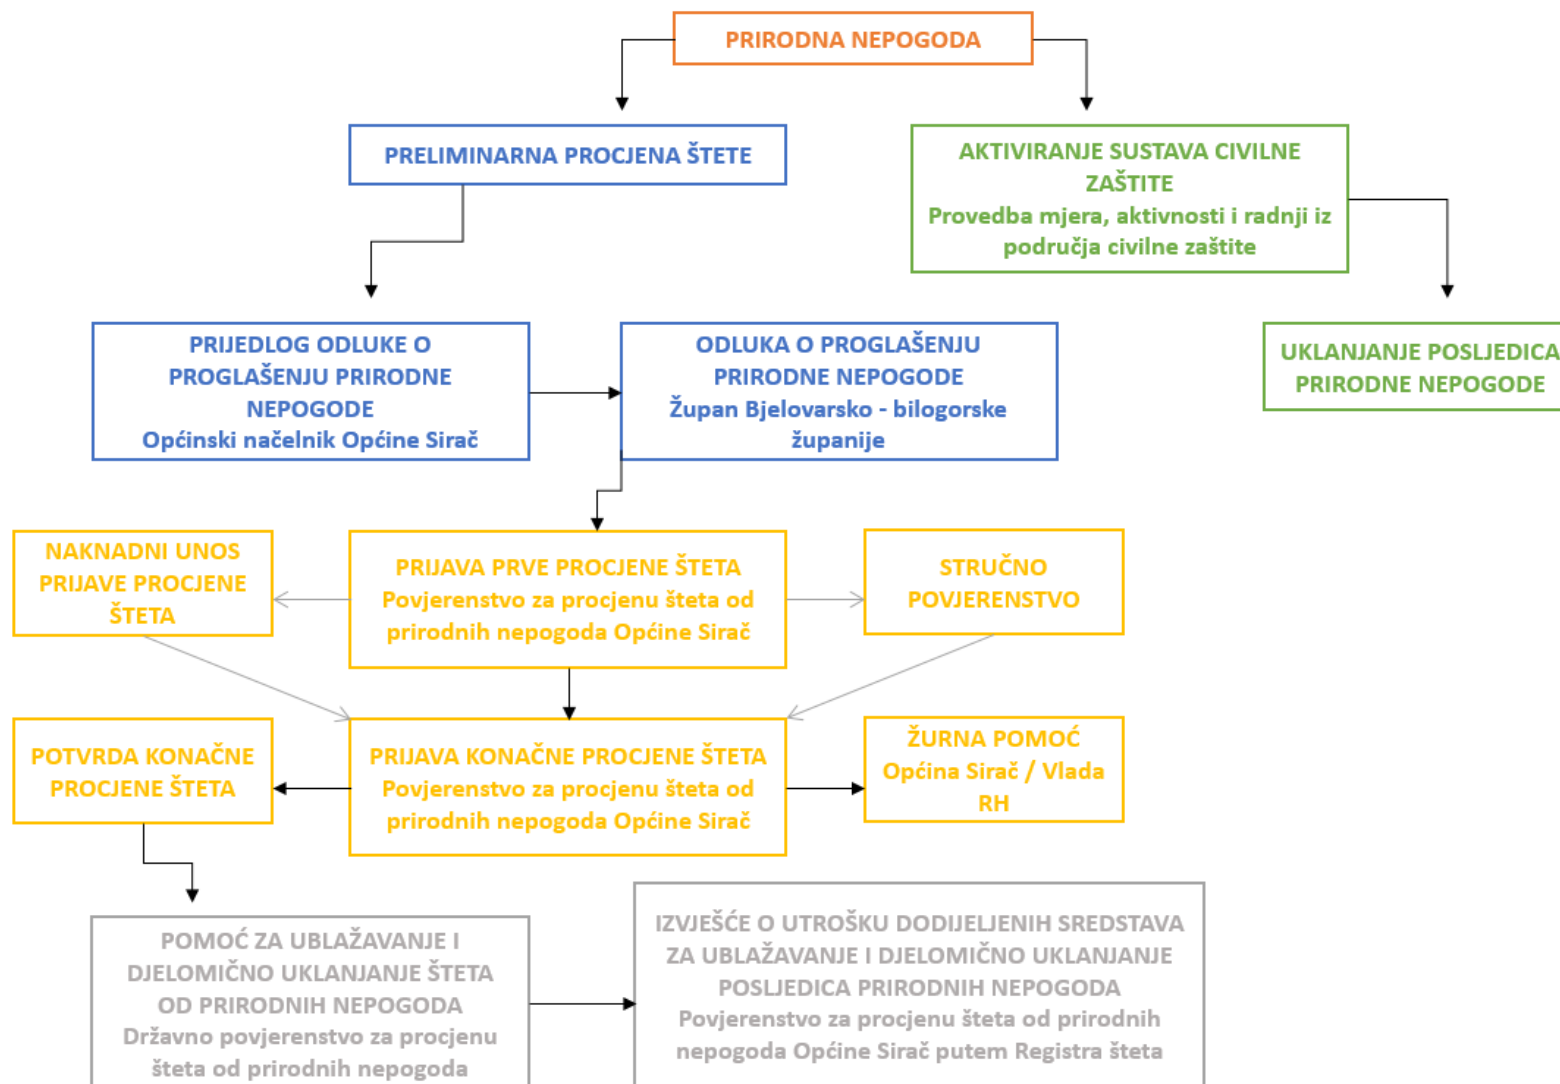 PRIRODNA NEPOGODA
PRELIMINARNA PROCJENA ŠTETE
AKTIVIRANJE SUSTAVA CIVILNE
ZAŠTITE
Provedba mjera, aktivnosti i radnji iz
područja civilne zaštite
PRIJEDLOG ODLUKE O
PROGLAŠENJU PRIRODNE
NEPOGODE
Općinski načelnik Općine Sirač
ODLUKA O PROGLAŠENJU
PRIRODNE NEPOGODE
Župan Bjelovarsko - bilogorske
županije
UKLANJANJE POSLJEDICA
PRIRODNE NEPOGODE
NAKNADNI UNOS
PRIJAVE PROCJENE
ŠTETA
PRIJAVA PRVE PROCJENE ŠTETA
Povjerenstvo za procjenu šteta od
prirodnih nepogoda Općine Sirač
STRUČNO
POVJERENSTVO
POTVRDA KONAČNE
PROCJENE ŠTETA
PRIJAVA KONAČNE PROCJENE ŠTETA
Povjerenstvo za procjenu šteta od
prirodnih nepogoda Općine Sirač
ŽURNA POMOĆ
Općina Sirač / Vlada
RH
POMOĆ ZA UBLAŽAVANJE I
DJELOMIČNO UKLANJANJE ŠTETA
OD PRIRODNIH NEPOGODA
Državno povjerenstvo za procjenu
šteta od prirodnih nepogoda
IZVJEŠĆE O UTROŠKU DODIJELJENIH SREDSTAVA
ZA UBLAŽAVANJE I DJELOMIČNO UKLANJANJE
POSLJEDICA PRIRODNIH NEPOGODA
Povjerenstvo za procjenu šteta od prirodnih
nepogoda Općine Sirač putem Registra šteta